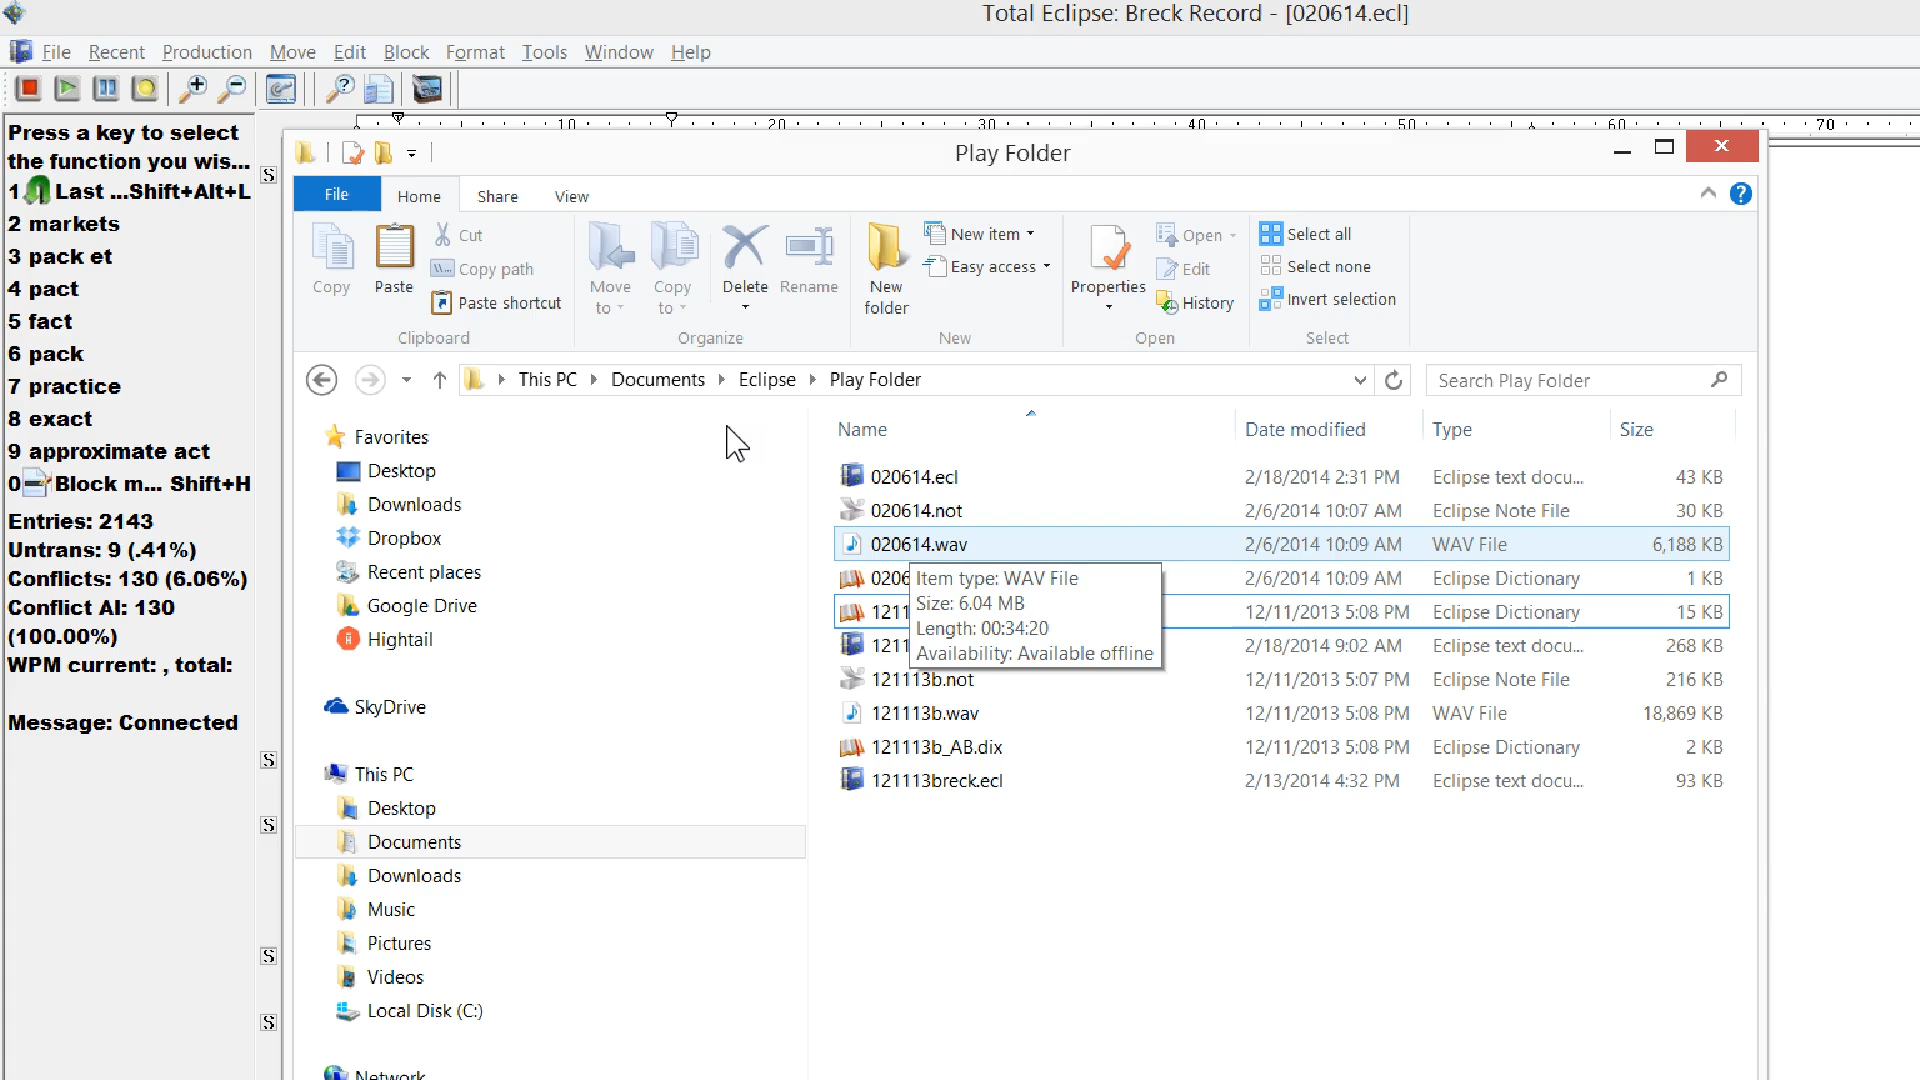 Total Eclipse: Breck Record - [020614.ecl]
File Recent Production Move Edit Block Format Tools Window Help
10 20 30 40 50 60 70
Press a key to select
the function you wis...
1 Last ...Shift+Alt+L
2 markets
3 pack et
4 pact
5 fact
6 pack
7 practice
8 exact
9 approximate act
0 Block m... Shift+H
Entries: 2143
Untrans: 9 (.41%)
Conflicts: 130 (6.06%)
Conflict AI: 130
(100.00%)
WPM current: , total:
Message: Connected
S
S
S
S
S
Play Folder
File Home Share View
Copy
Paste
Cut
Copy path
Paste shortcut
Clipboard
Move to
Copy to
Delete
Rename
Organize
New folder
New item
Easy access
New
Properties
Open
Edit
History
Open
Select all
Select none
Invert selection
Select
This PC Documents Eclipse Play Folder
Search Play Folder
Favorites
Desktop
Downloads
Dropbox
Recent places
Google Drive
Hightail
SkyDrive
This PC
Desktop
Documents
Downloads
Music
Pictures
Videos
Local Disk (C:)
Network
Name Date modified Type Size
020614.ecl 2/18/2014 2:31 PM Eclipse text docu... 43 KB
020614.not 2/6/2014 10:07 AM Eclipse Note File 30 KB
020614.wav 2/6/2014 10:09 AM WAV File 6,188 KB
0206 2/6/2014 10:09 AM Eclipse Dictionary 1 KB
1211 12/11/2013 5:08 PM Eclipse Dictionary 15 KB
1211 2/18/2014 9:02 AM Eclipse text docu... 268 KB
121113b.not 12/11/2013 5:07 PM Eclipse Note File 216 KB
121113b.wav 12/11/2013 5:08 PM WAV File 18,869 KB
121113b_AB.dix 12/11/2013 5:08 PM Eclipse Dictionary 2 KB
121113breck.ecl 2/13/2014 4:32 PM Eclipse text docu... 93 KB
Item type: WAV File
Size: 6.04 MB
Length: 00:34:20
Availability: Available offline